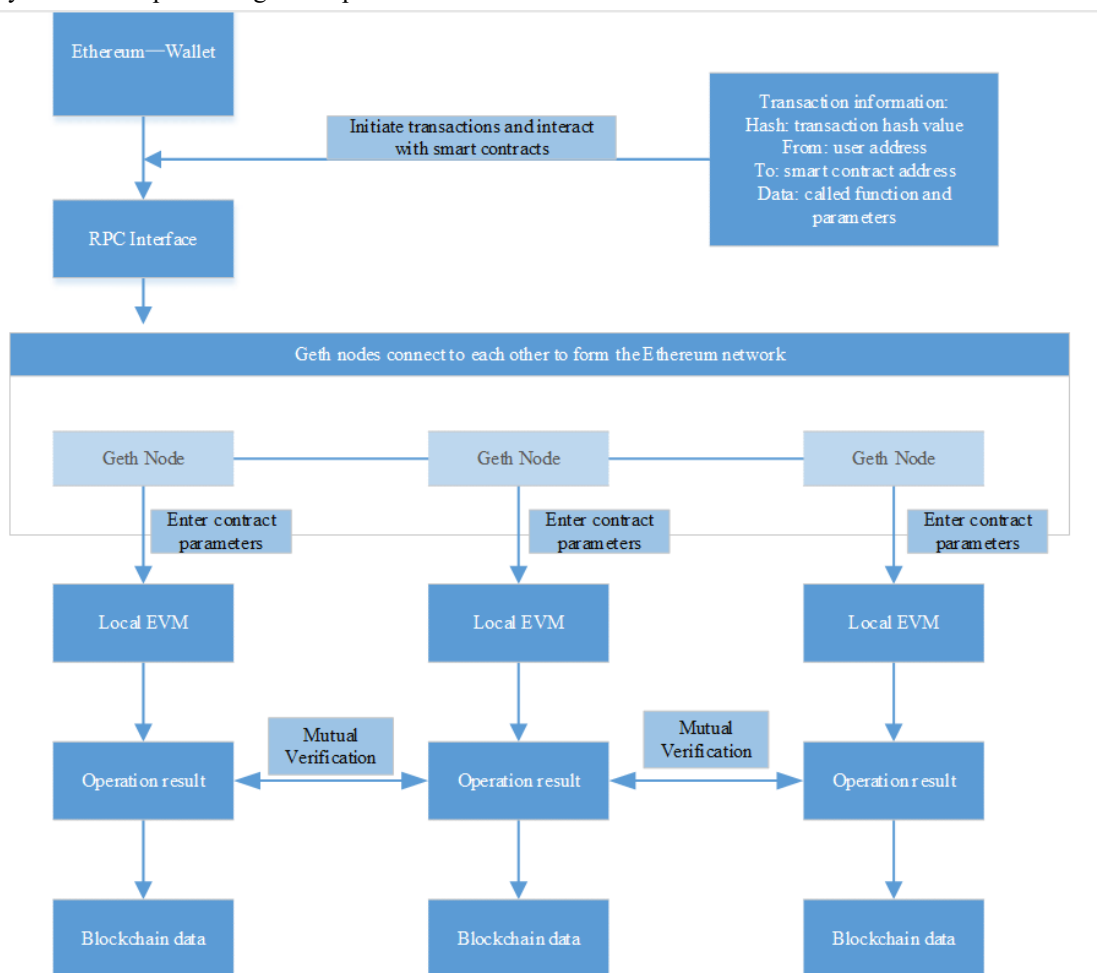 Ethereum—Wallet
Transaction information:
Hash: transaction hash value
From: user address
To: smart contract address
Data: called function and
parameters
Initiate transactions and interact
with smart contracts
RPC Interface
Geth nodes connect to each other to form the Ethereum network
Geth Node
Geth Node
Geth Node
Enter contract
parameters
Enter contract
parameters
Enter contract
parameters
Local EVM
Local EVM
Local EVM
Mutual
Verification
Mutual
Verification
Operation result
Operation result
Operation result
Blockchain data
Blockchain data
Blockchain data